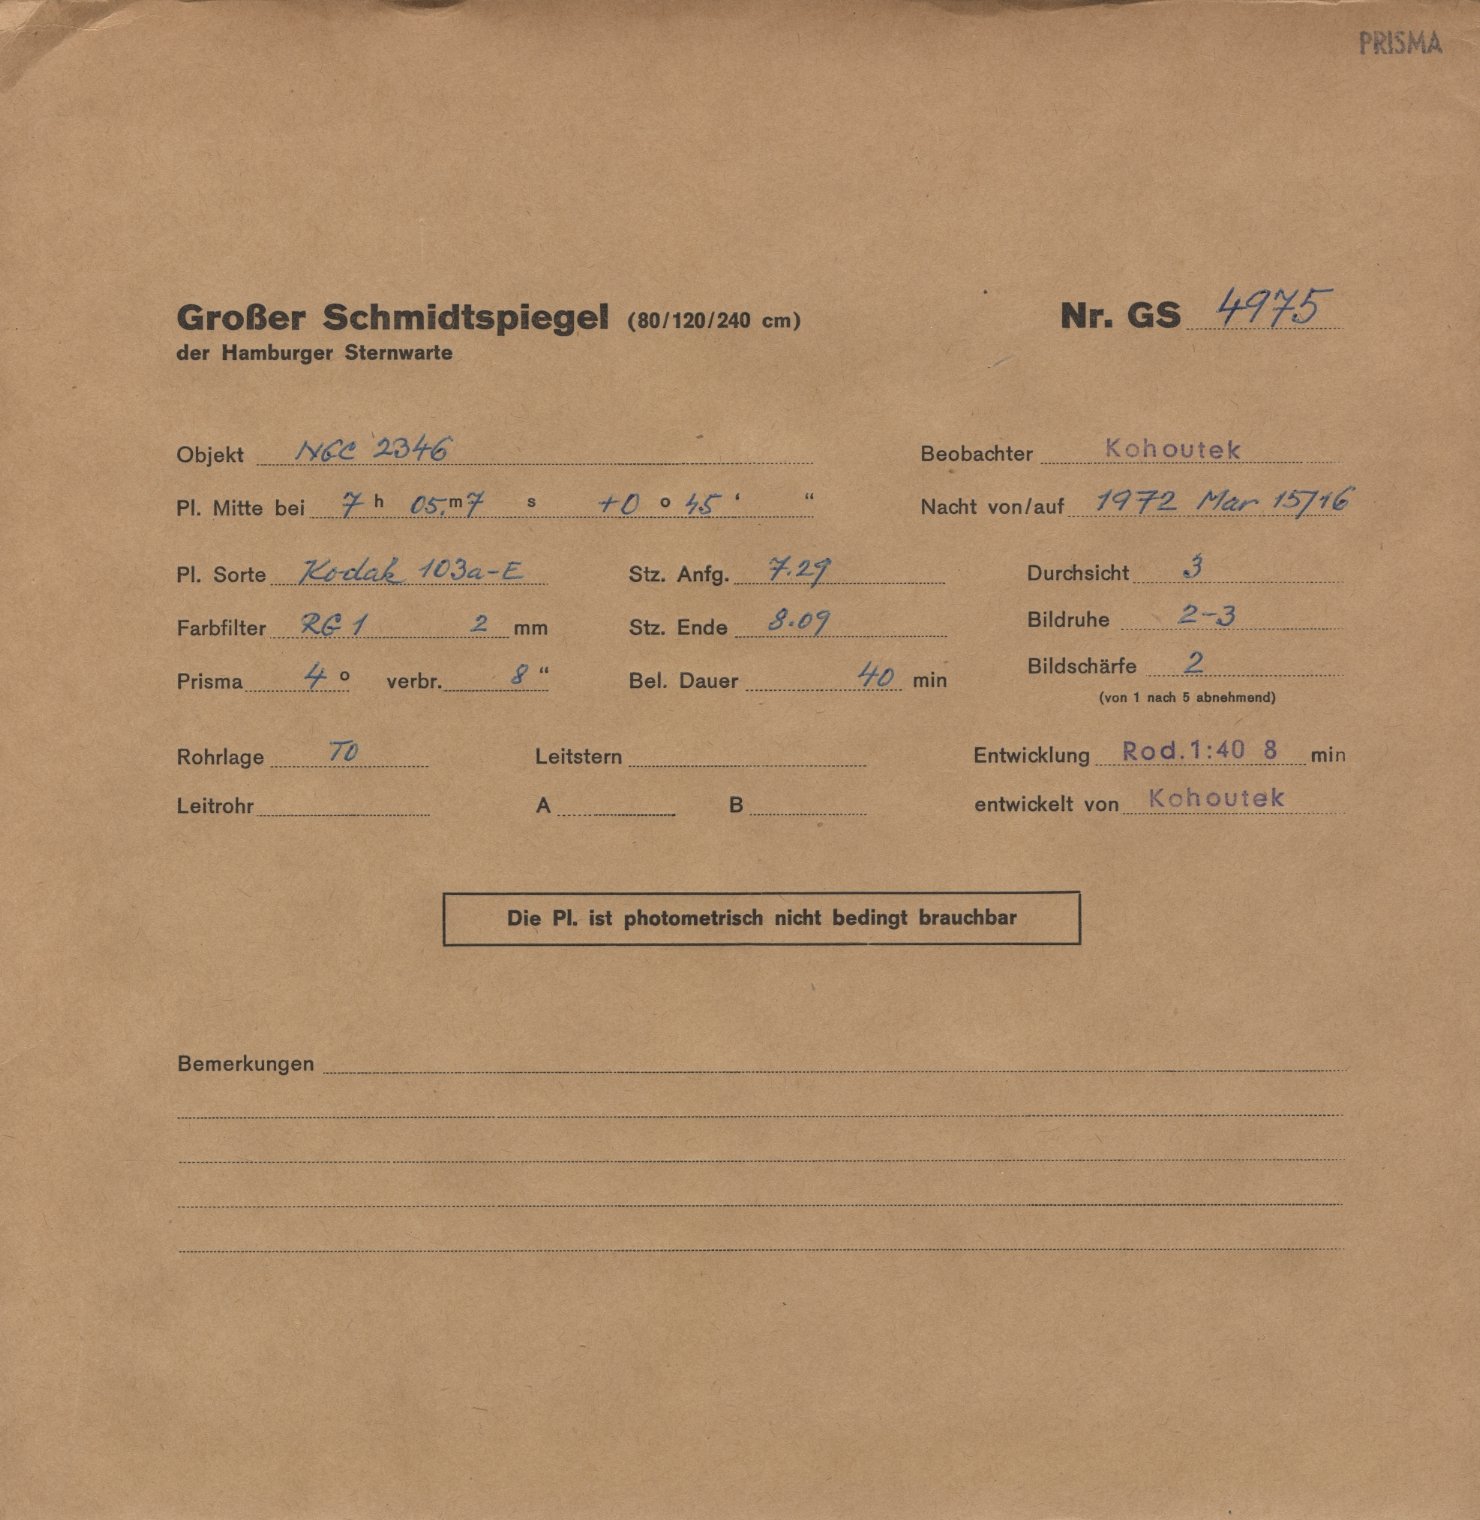 PRISMA
Großer Schmidtspiegel (80/120/240 cm) Nr. GS 4975
der Hamburger Sternwarte
Objekt NGC 2346 Beobachter Kohoutek
Pl. Mitte bei 7 h 05. m 7 s +0 o 45 ‘ “ Nacht von/auf 1972 Mar 15/16
Pl. Sorte Kodak 103a-E Stz. Anfg. 7.29 Durchsicht 3
Farbfilter RG 1 2 mm Stz. Ende 8.09 Bildruhe 2-3
Prisma 4 o verbr. 8 “ Bel. Dauer 40 min Bildschärfe 2
(von 1 nach 5 abnehmend)
Rohrlage TO Leitstern Entwicklung Rod.1:40 8 min
Leitrohr A B entwickelt von Kohoutek
Die Pl. ist photometrisch nicht bedingt brauchbar
Bemerkungen